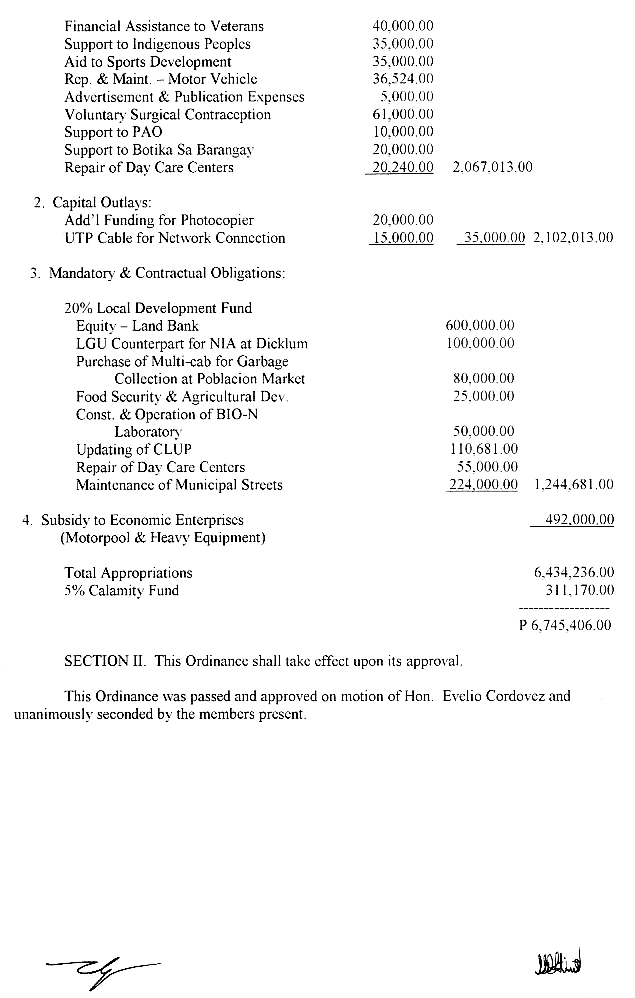 Financial Assistance to Veterans 40,000.00
Support to Indigenous Peoples 35,000.00
Aid to Sports Development 35,000.00
Rep. & Maint. – Motor Vehicle 36,524.00
Advertisement & Publication Expenses 5,000.00
Voluntary Surgical Contraception 61,000.00
Support to PAO 10,000.00
Support to Botika Sa Barangay 20,000.00
Repair of Day Care Centers 20,240.00 2,067,013.00
2. Capital Outlays:
Add'l Funding for Photocopier 20,000.00
UTP Cable for Network Connection 15,000.00 35,000.00 2,102,013.00
3. Mandatory & Contractual Obligations:
20% Local Development Fund
Equity – Land Bank 600,000.00
LGU Counterpart for NIA at Dicklum 100,000.00
Purchase of Multi-cab for Garbage
Collection at Poblacion Market 80,000.00
Food Security & Agricultural Dev. 25,000.00
Const. & Operation of BIO-N
Laboratory 50,000.00
Updating of CLUP 110,681.00
Repair of Day Care Centers 55,000.00
Maintenance of Municipal Streets 224,000.00 1,244,681.00
4. Subsidy to Economic Enterprises 492,000.00
(Motorpool & Heavy Equipment)
Total Appropriations 6,434,236.00
5% Calamity Fund 311,170.00
------------------
P 6,745,406.00
SECTION II. This Ordinance shall take effect upon its approval.
This Ordinance was passed and approved on motion of Hon. Evelio Cordovez and
unanimously seconded by the members present.